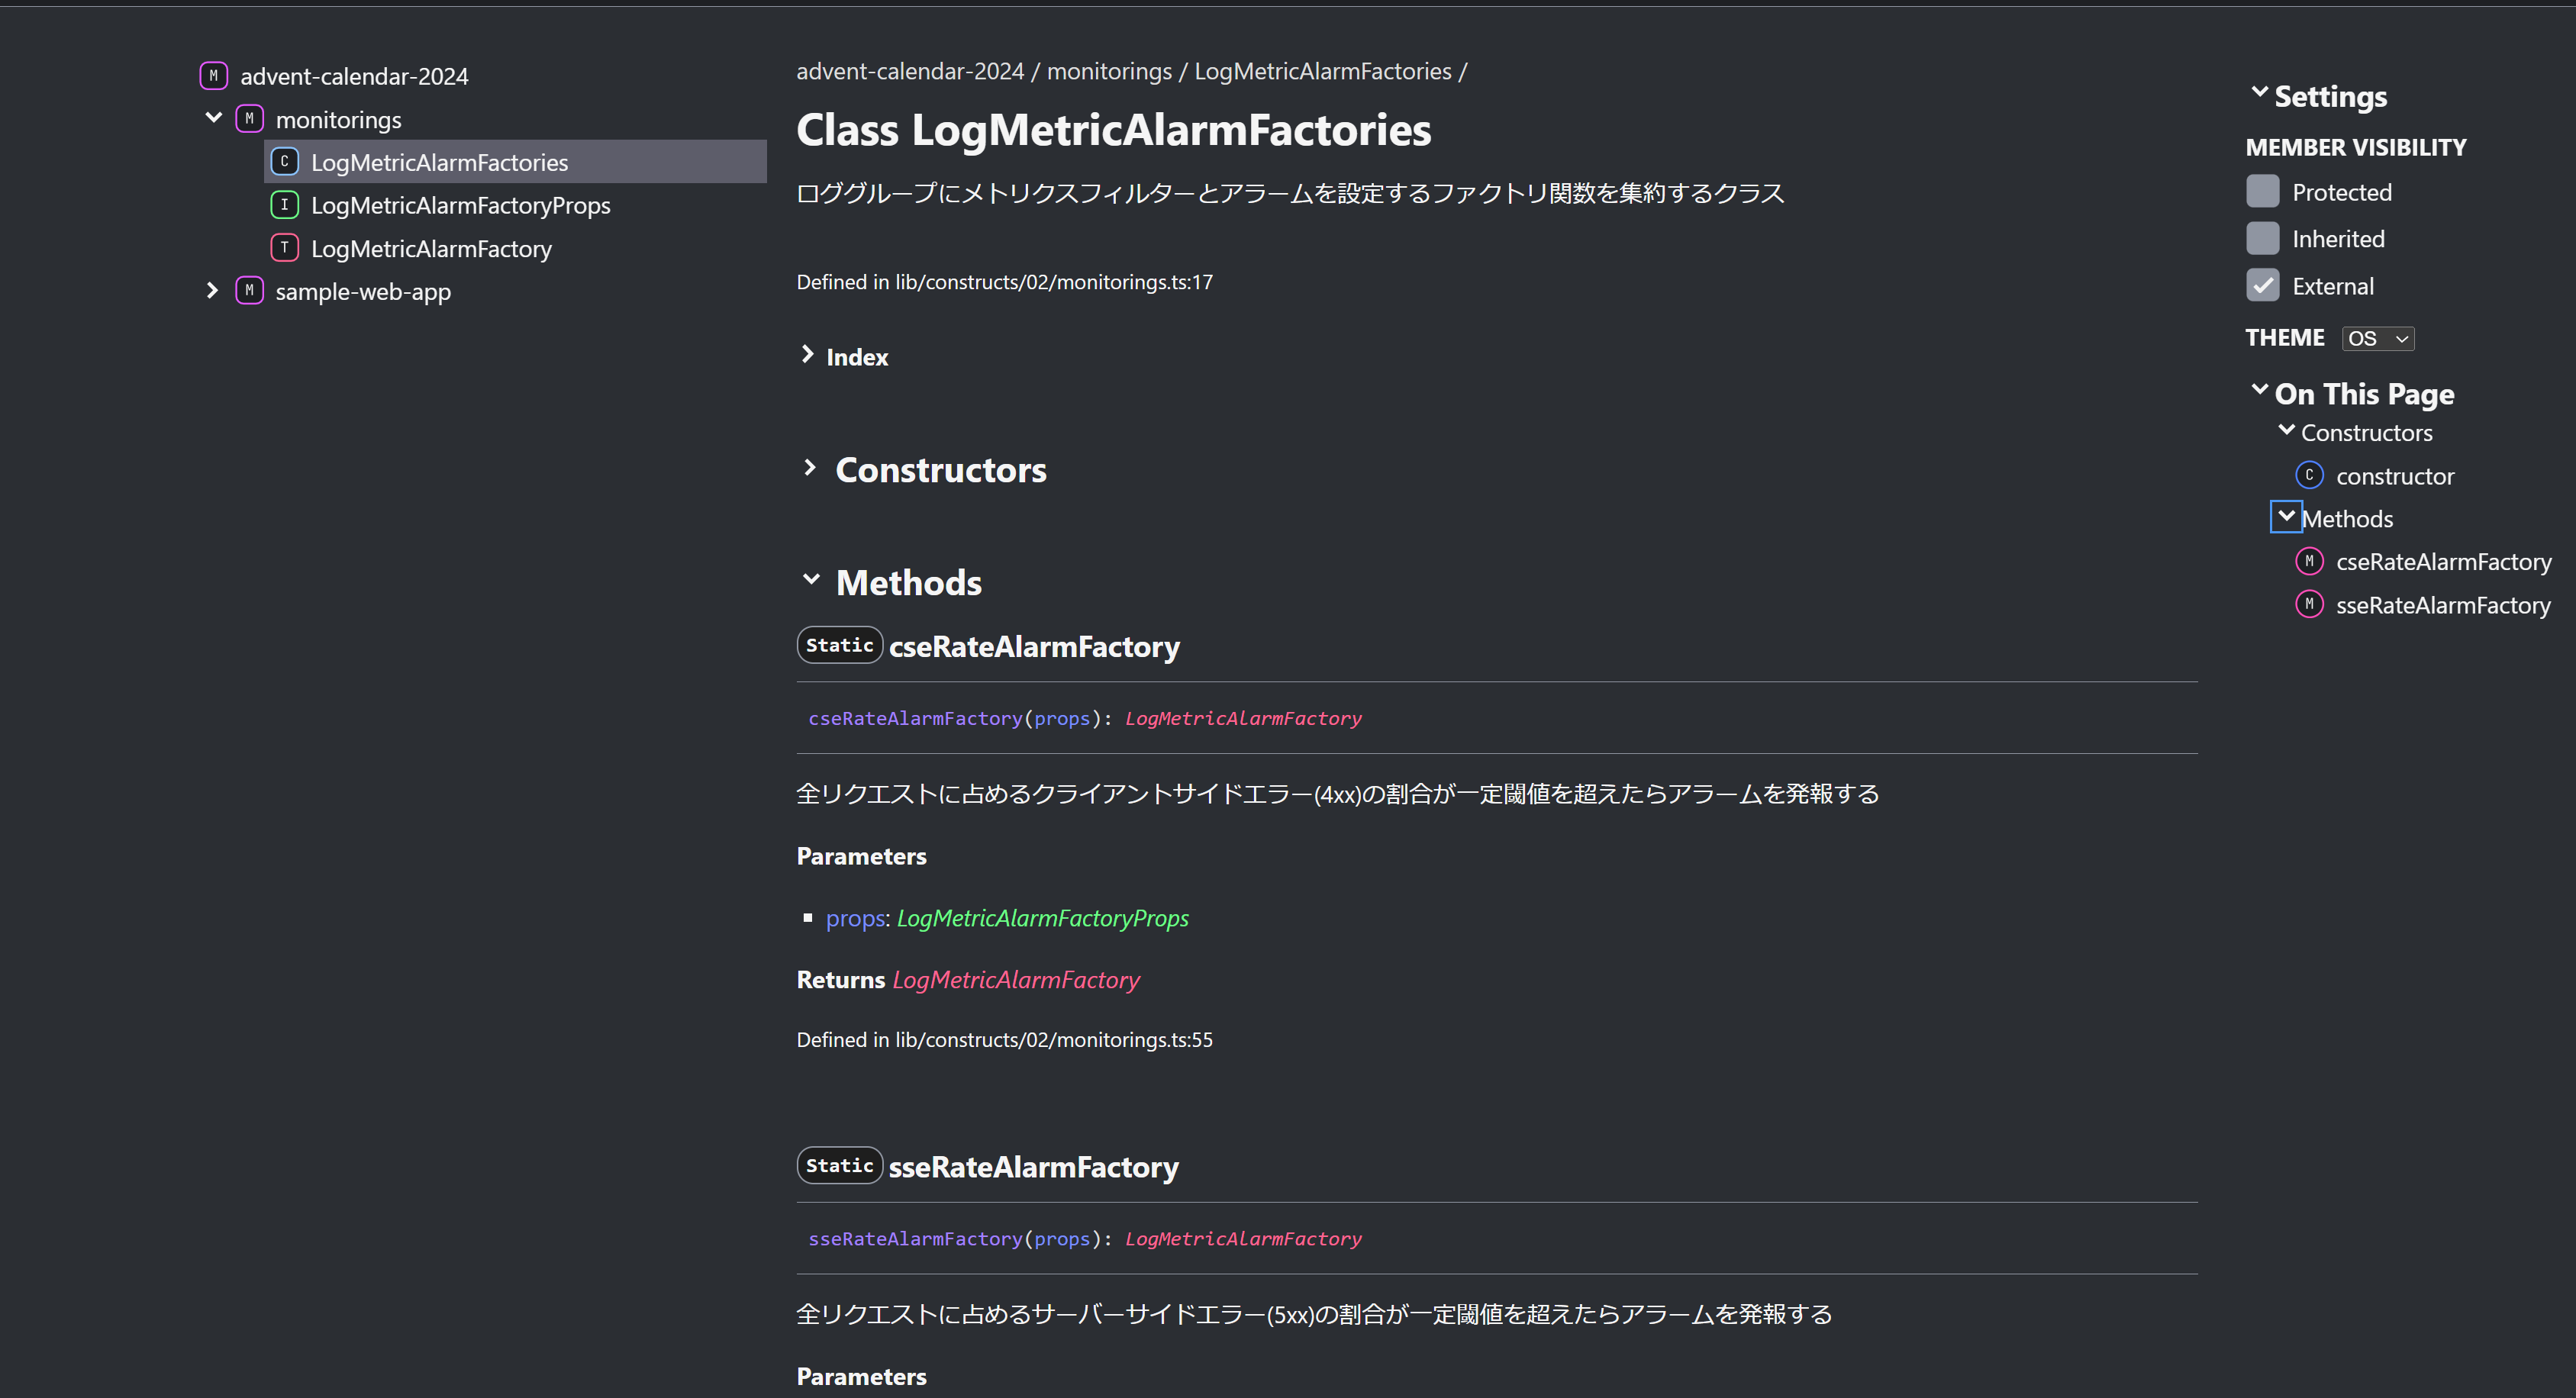 M advent-calendar-2024
M monitorings
C LogMetricAlarmFactories
I LogMetricAlarmFactoryProps
T LogMetricAlarmFactory
M sample-web-app
advent-calendar-2024 / monitorings / LogMetricAlarmFactories /
Class LogMetricAlarmFactories
ロググループにメトリクスフィルターとアラームを設定するファクトリ関数を集約するクラス
Defined in lib/constructs/02/monitorings.ts:17
Index
Constructors
Methods
Static cseRateAlarmFactory
cseRateAlarmFactory(props): LogMetricAlarmFactory
全リクエストに占めるクライアントサイドエラー(4xx)の割合が一定閾値を超えたらアラームを発報する
Parameters
props: LogMetricAlarmFactoryProps
Returns LogMetricAlarmFactory
Defined in lib/constructs/02/monitorings.ts:55
Static sseRateAlarmFactory
sseRateAlarmFactory(props): LogMetricAlarmFactory
全リクエストに占めるサーバーサイドエラー(5xx)の割合が一定閾値を超えたらアラームを発報する
Parameters
Settings
MEMBER VISIBILITY
Protected
Inherited
External
THEME OS
On This Page
Constructors
C constructor
Methods
M cseRateAlarmFactory
M sseRateAlarmFactory